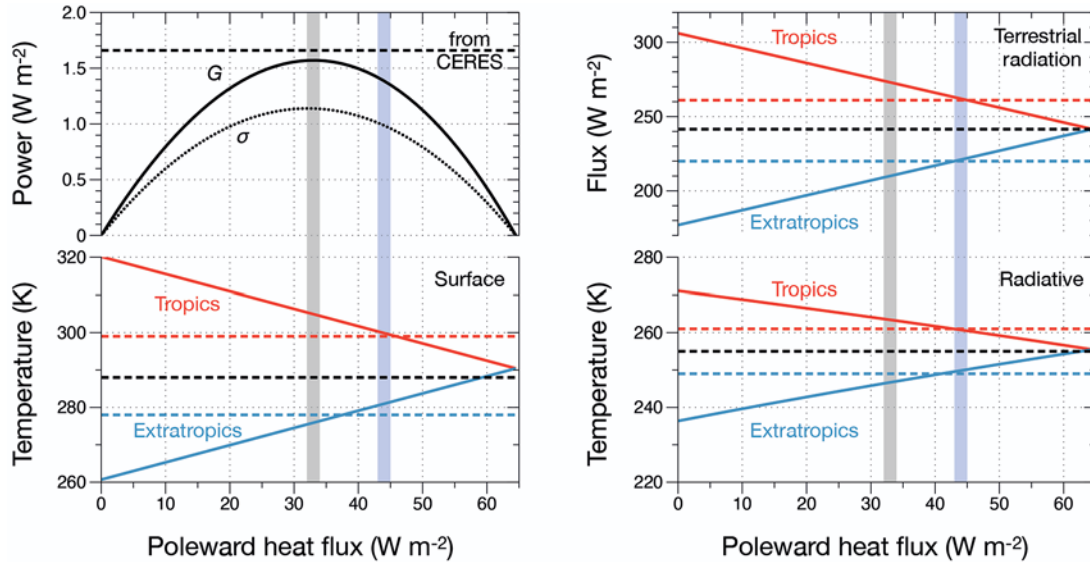 Power (W m-2)
2.0
1.5
1.0
0.5
0
G
σ
from
CERES
Temperature (K)
320
300
280
260
Surface
Tropics
Extratropics
0 10 20 30 40 50 60
Poleward heat flux (W m-2)
Flux (W m-2)
300
250
200
Tropics
Terrestrial
radiation
Extratropics
Temperature (K)
280
260
240
220
Tropics
Radiative
Extratropics
0 10 20 30 40 50 60
Poleward heat flux (W m-2)